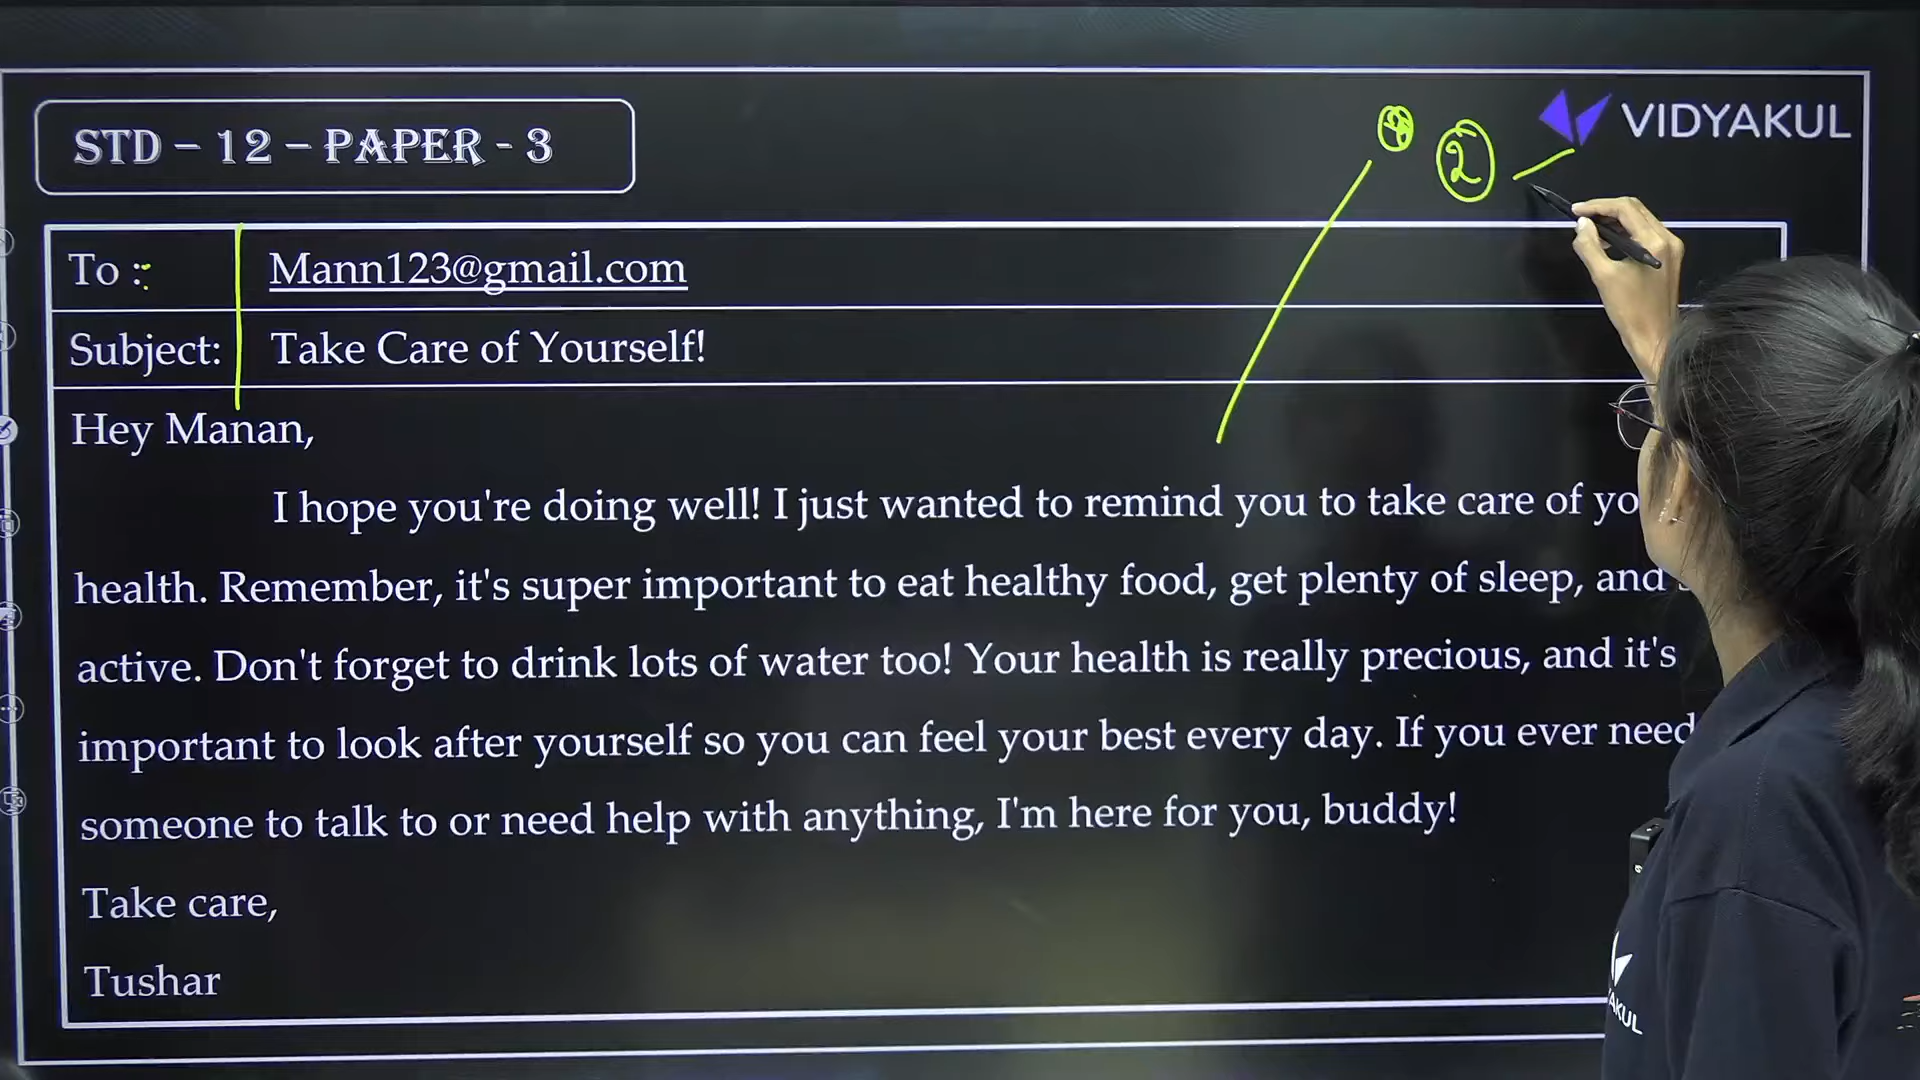 STD – 12 – PAPER - 3
2
VIDYAKUL
To :
Mann123@gmail.com
Subject:
Take Care of Yourself!
Hey Manan,
I hope you're doing well! I just wanted to remind you to take care of
health. Remember, it's super important to eat healthy food, get plenty of sleep, and
active. Don't forget to drink lots of water too! Your health is really precious, and it's
important to look after yourself so you can feel your best every day. If you ever need
someone to talk to or need help with anything, I'm here for you, buddy!
Take care,
Tushar